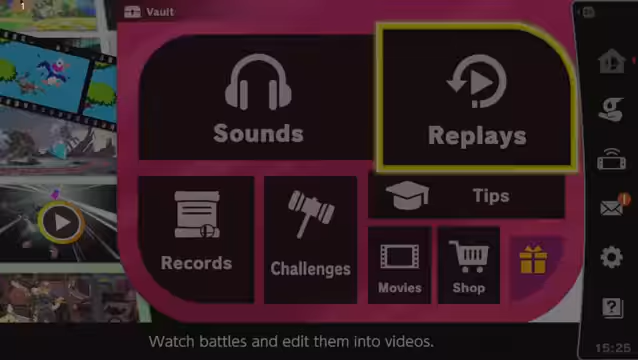 Vault
Sounds
Replays
Tips
Records
Challenges
Movies
Shop
Watch battles and edit them into videos.
15:25